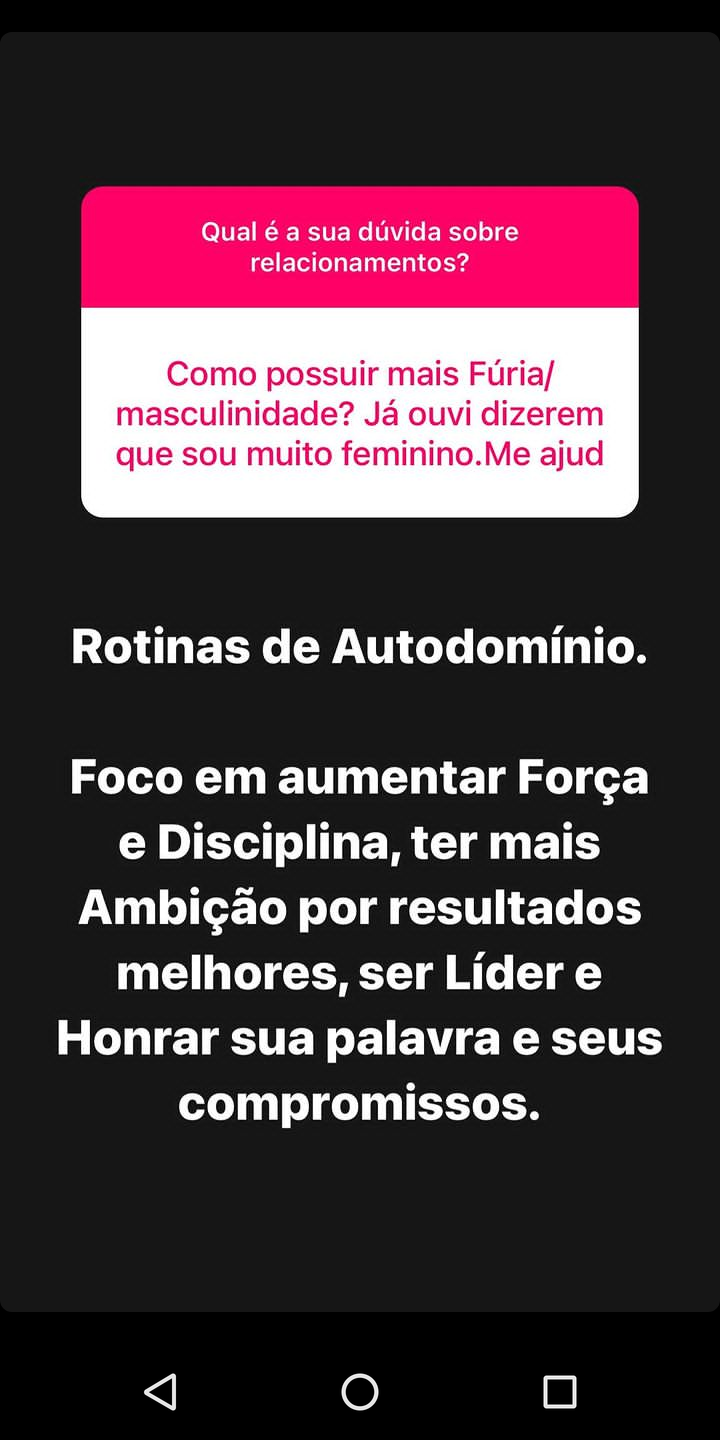 Qual é a sua dúvida sobre
relacionamentos?
Como possuir mais Fúria/
masculinidade? Já ouvi dizerem
que sou muito feminino.Me ajud
Rotinas de Autodomínio.
Foco em aumentar Força
e Disciplina, ter mais
Ambição por resultados
melhores, ser Líder e
Honrar sua palavra e seus
compromissos.